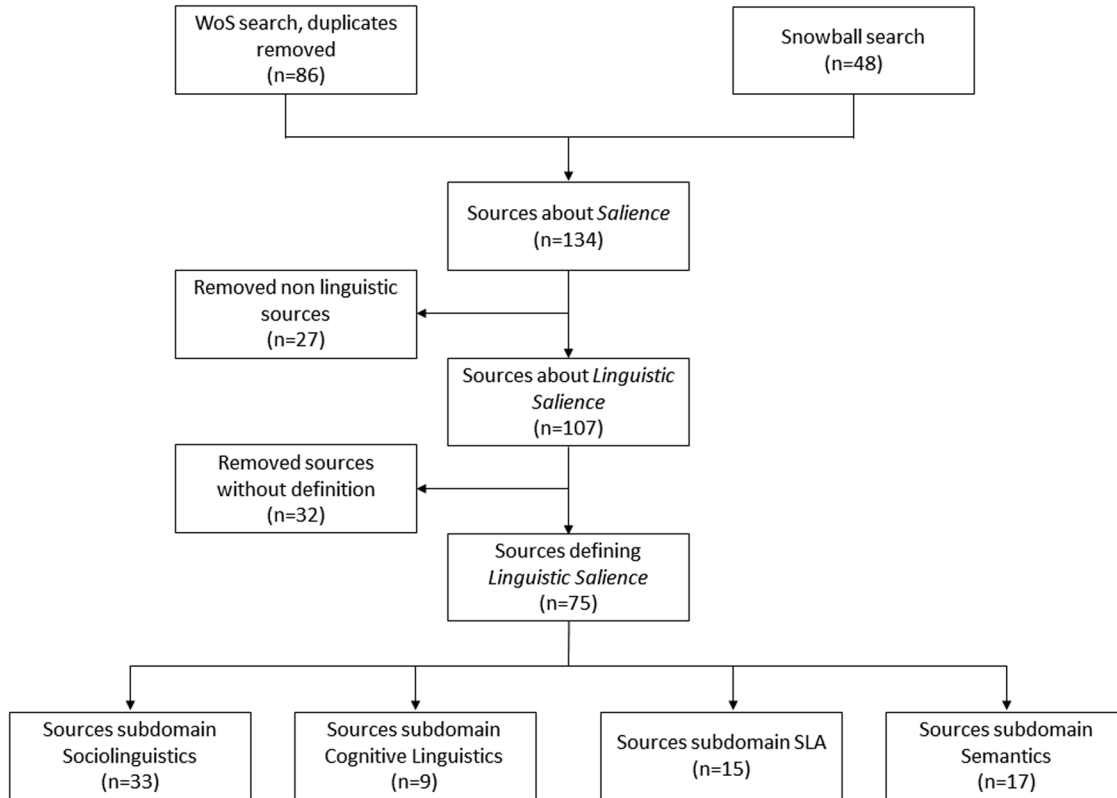 WoS search, duplicates
removed
(n=86)
Snowball search
(n=48)
Sources about Salience
(n=134)
Removed non linguistic
sources
(n=27)
Sources about Linguistic
Salience
(n=107)
Removed sources
without definition
(n=32)
Sources defining
Linguistic Salience
(n=75)
Sources subdomain
Sociolinguistics
(n=33)
Sources subdomain
Cognitive Linguistics
(n=9)
Sources subdomain SLA
(n=15)
Sources subdomain
Semantics
(n=17)